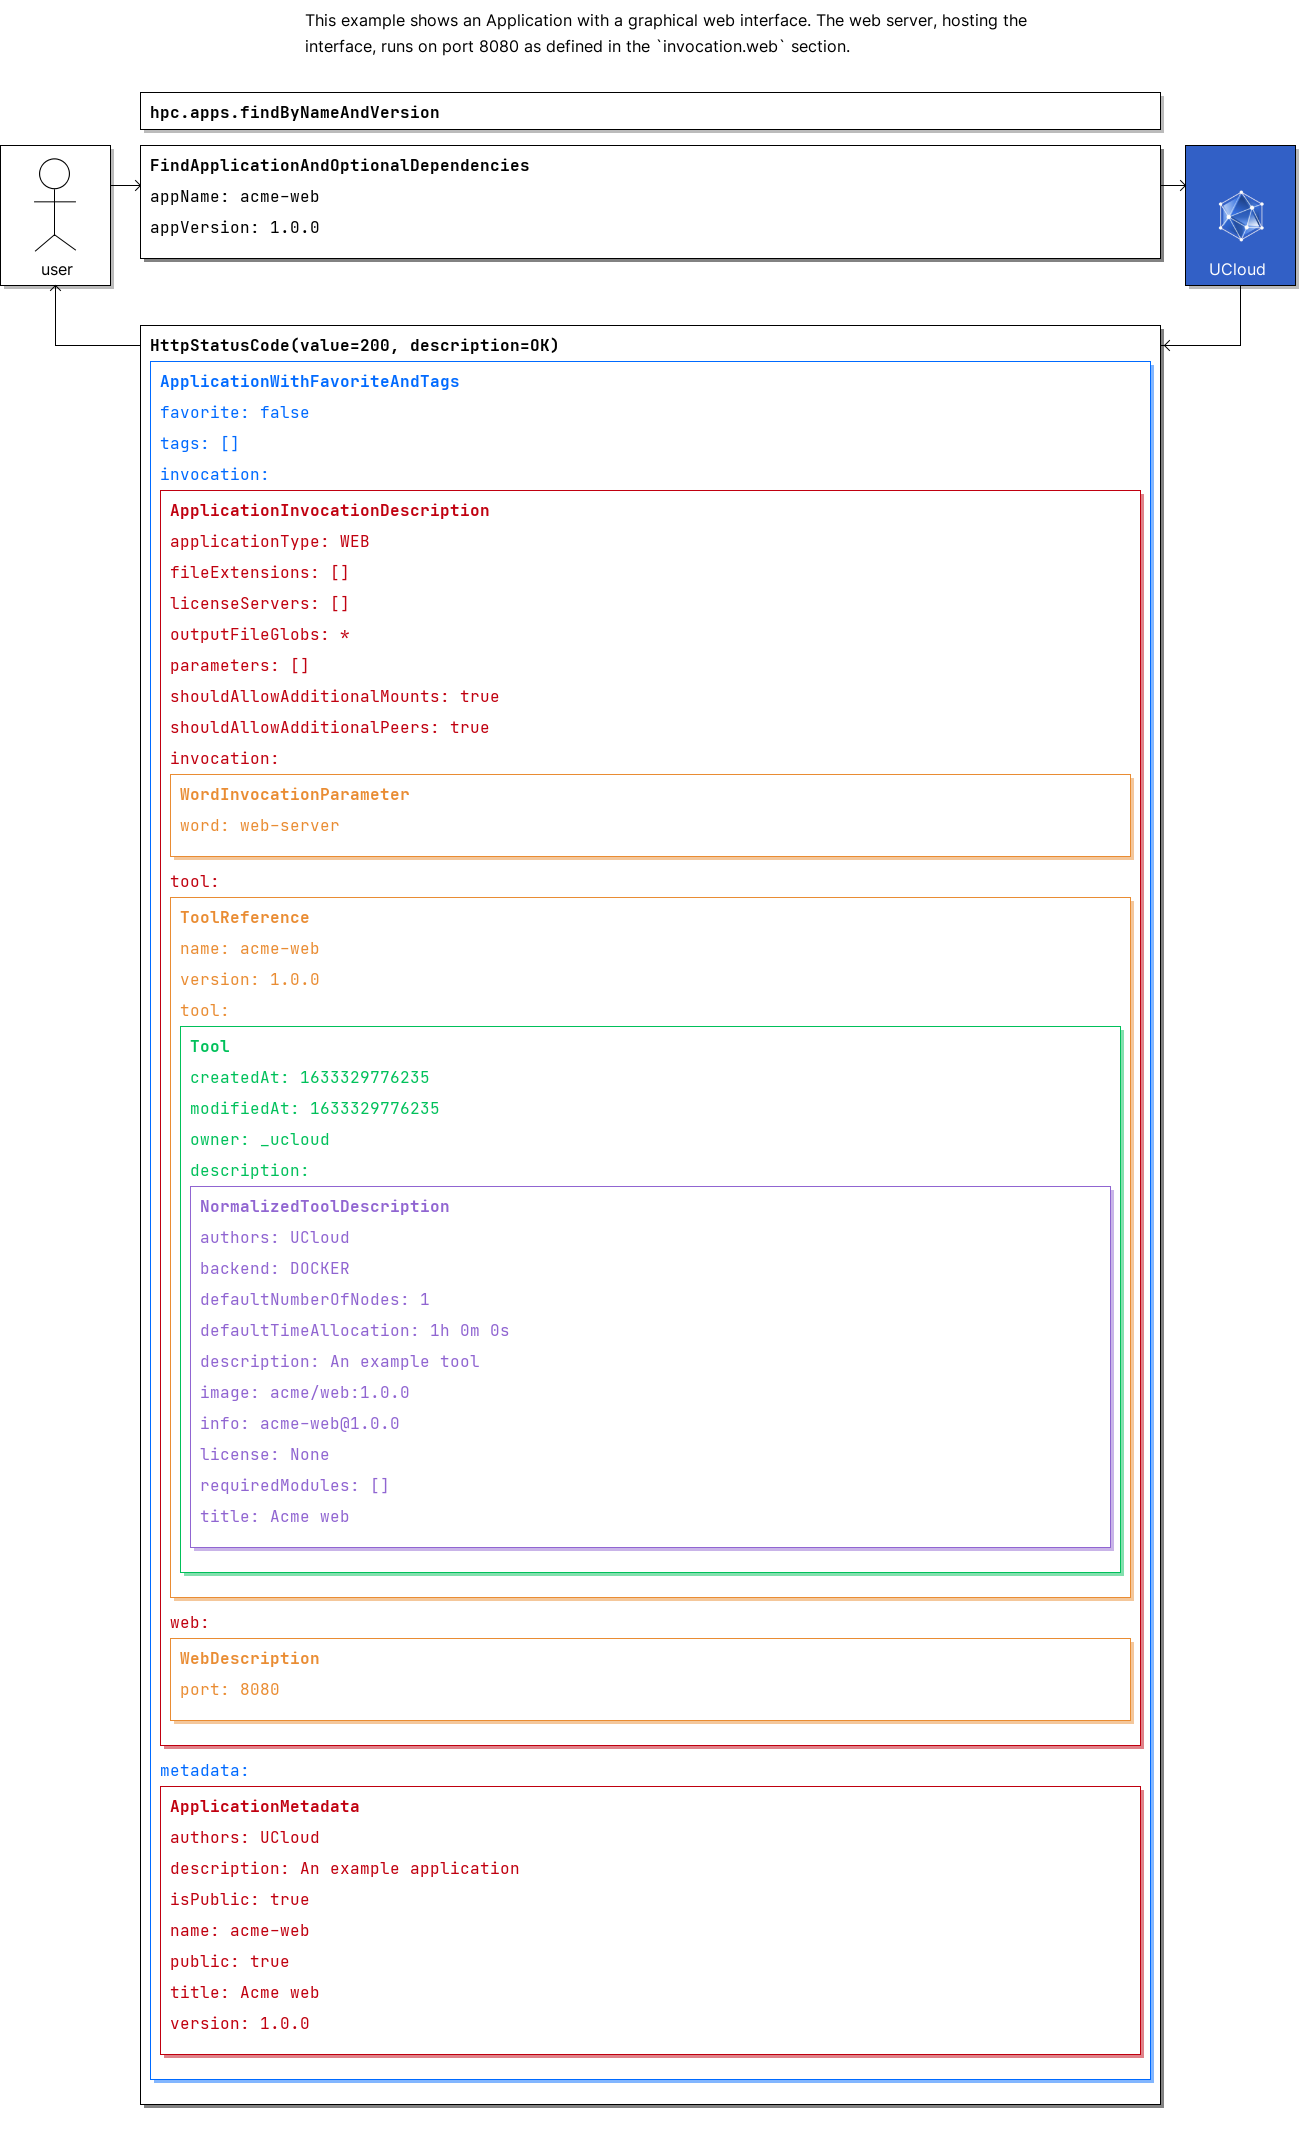 This example shows an Application with a graphical web interface. The web server, hosting the
interface, runs on port 8080 as defined in the `invocation.web` section.
hpc.apps.findByNameAndVersion
FindApplicationAndOptionalDependencies
appName: acme-web
appVersion: 1.0.0
user
UCloud
HttpStatusCode(value=200, description=OK)
ApplicationWithFavoriteAndTags
favorite: false
tags: []
invocation:
ApplicationInvocationDescription
applicationType: WEB
fileExtensions: []
licenseServers: []
outputFileGlobs: *
parameters: []
shouldAllowAdditionalMounts: true
shouldAllowAdditionalPeers: true
invocation:
WordInvocationParameter
word: web-server
tool:
ToolReference
name: acme-web
version: 1.0.0
tool:
Tool
createdAt: 1633329776235
modifiedAt: 1633329776235
owner: _ucloud
description:
NormalizedToolDescription
authors: UCloud
backend: DOCKER
defaultNumberOfNodes: 1
defaultTimeAllocation: 1h 0m 0s
description: An example tool
image: acme/web:1.0.0
info: acme-web@1.0.0
license: None
requiredModules: []
title: Acme web
web:
WebDescription
port: 8080
metadata:
ApplicationMetadata
authors: UCloud
description: An example application
isPublic: true
name: acme-web
public: true
title: Acme web
version: 1.0.0